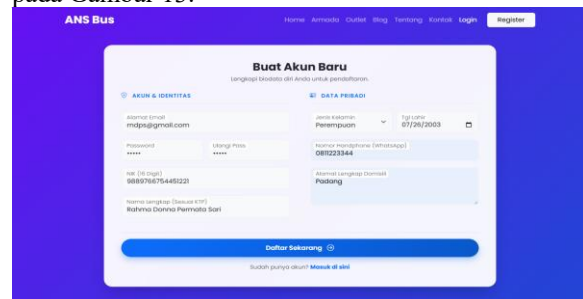 pada Gambar 15.
ANS Bus Home Armada Outlet Blog Tentang Kontak Login Register
Buat Akun Baru
Lengkapi biodata diri Anda untuk pendaftaran.
AKUN & IDENTITAS
Alamat Email
mdps@gmail.com
Password Ulangi Pass
••••• •••••
NIK (16 Digit)
9889766754451221
Nama Lengkap (Sesuai KTP)
Rahma Donna Permata Sari
DATA PRIBADI
Jenis Kelamin Tgl Lahir
Perempuan 07/29/2003
Nomor Handphone (WhatsApp)
0811223344
Alamat Lengkap Domisili
Padang
Daftar Sekarang
Sudah punya akun? Masuk di sini